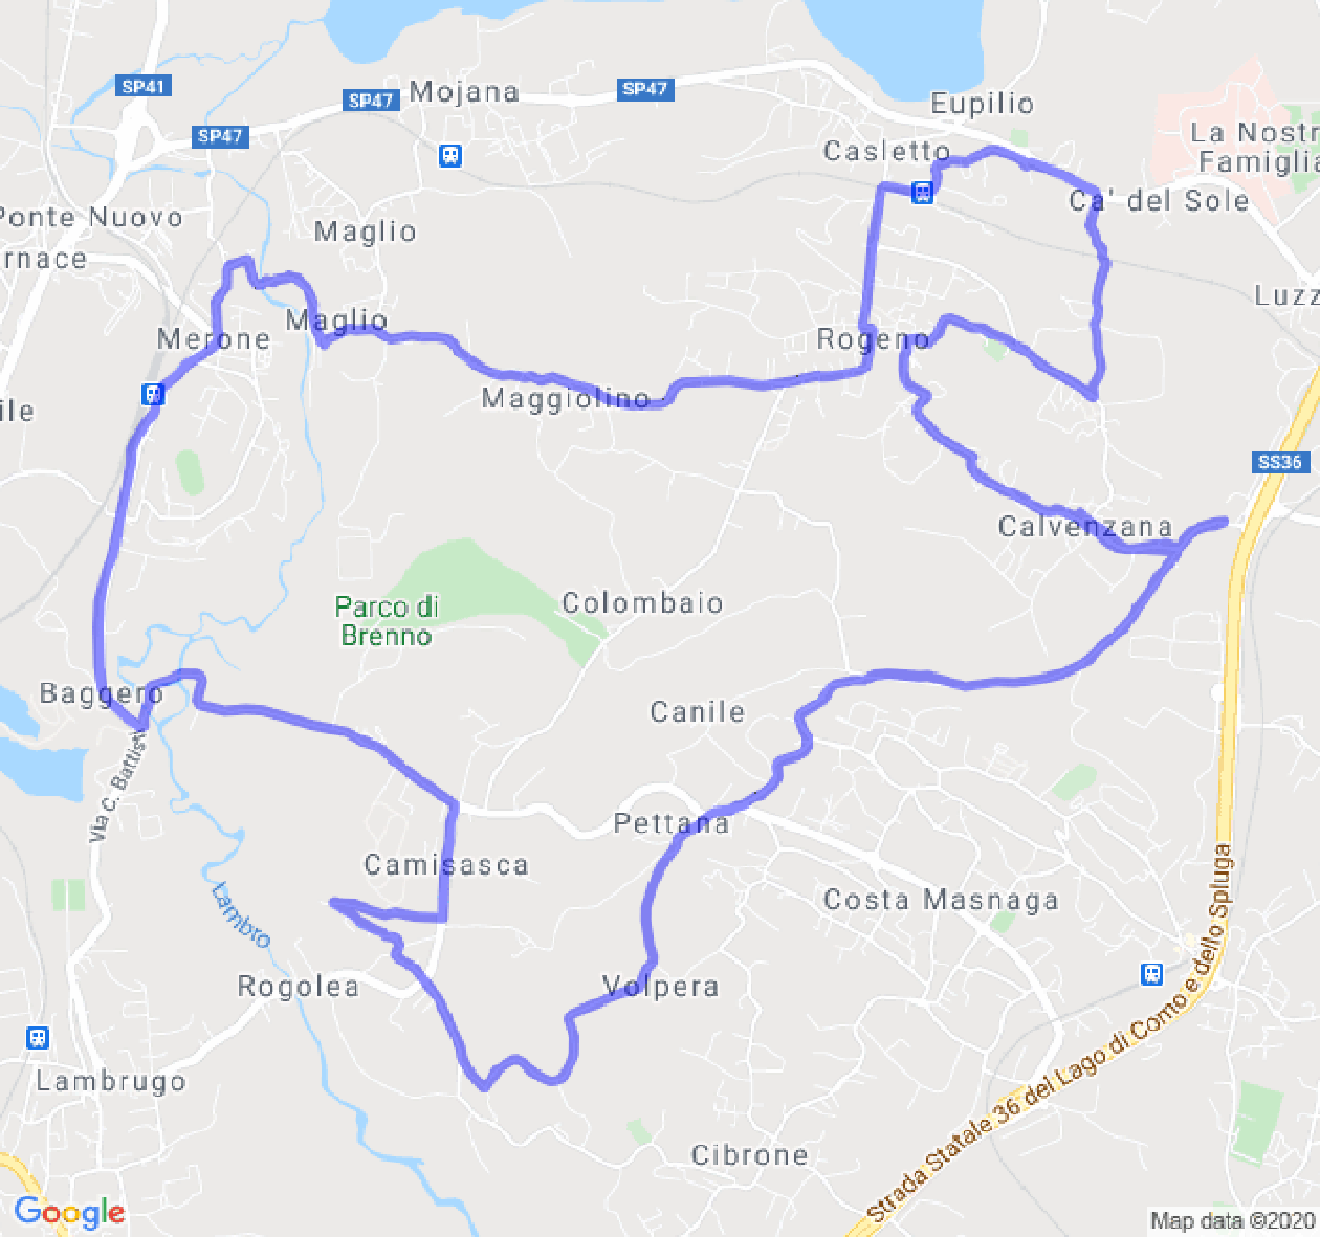 SP41
SP47
Mojana
SP47
SP47
Eupilio
La Nostr
Famiglia
Casletto
Ca' del Sole
Ponte Nuovo
Maglio
rnace
Luzz
Maglio
Merone
Rogeno
Maggiolino
ile
SS36
Calvenzana
Parco di
Brenno
Colombaio
Baggero
Canile
Via C. Battisti
Pettana
Camisasca
Costa Masnaga
Lambro
Rogolea
Volpera
Strada Statale 36 del Lago di Como e dello Spluga
Lambrugo
Cibrone
Google
Map data ©2020